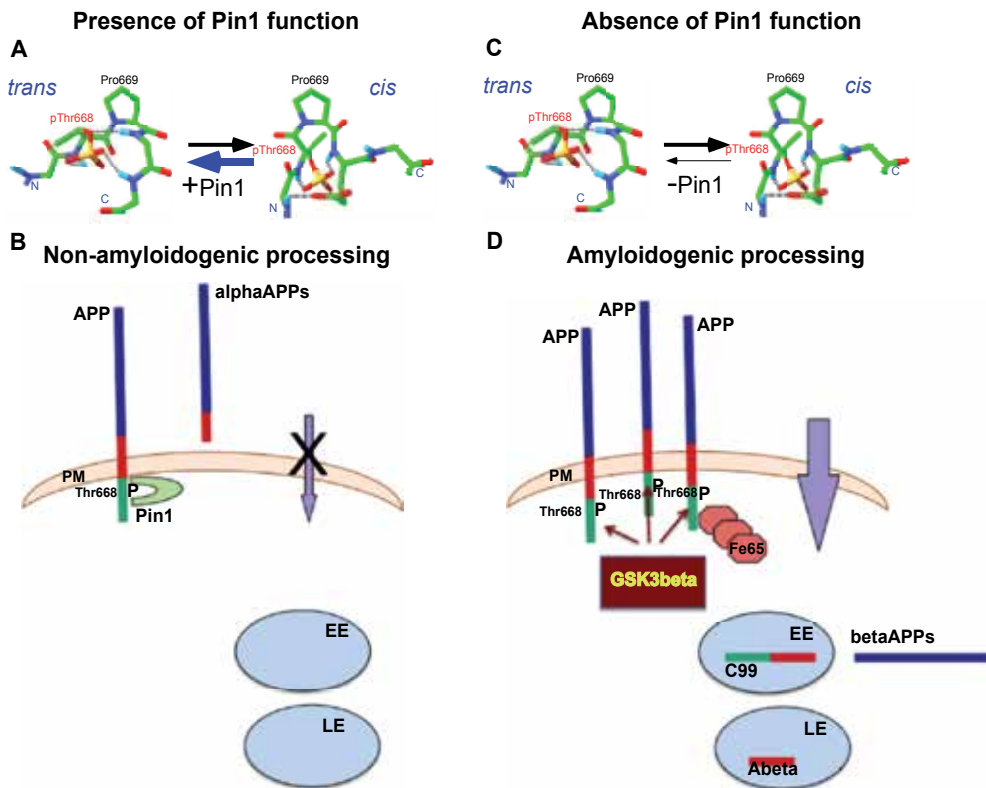 Presence of Pin1 function
A
trans
Pro669
pThr668
N
C
+Pin1
Pro669
cis
pThr668
N
C
Absence of Pin1 function
C
trans
Pro669
pThr668
N
C
-Pin1
Pro669
cis
pThr668
N
C
B
Non-amyloidogenic processing
APP
alphaAPPs
PM
Thr668
P
Pin1
X
EE
LE
D
Amyloidogenic processing
APP
APP
APP
PM
Thr668
P
Thr668
P
Thr668
P
Fe65
GSK3beta
EE
C99
betaAPPs
LE
Abeta